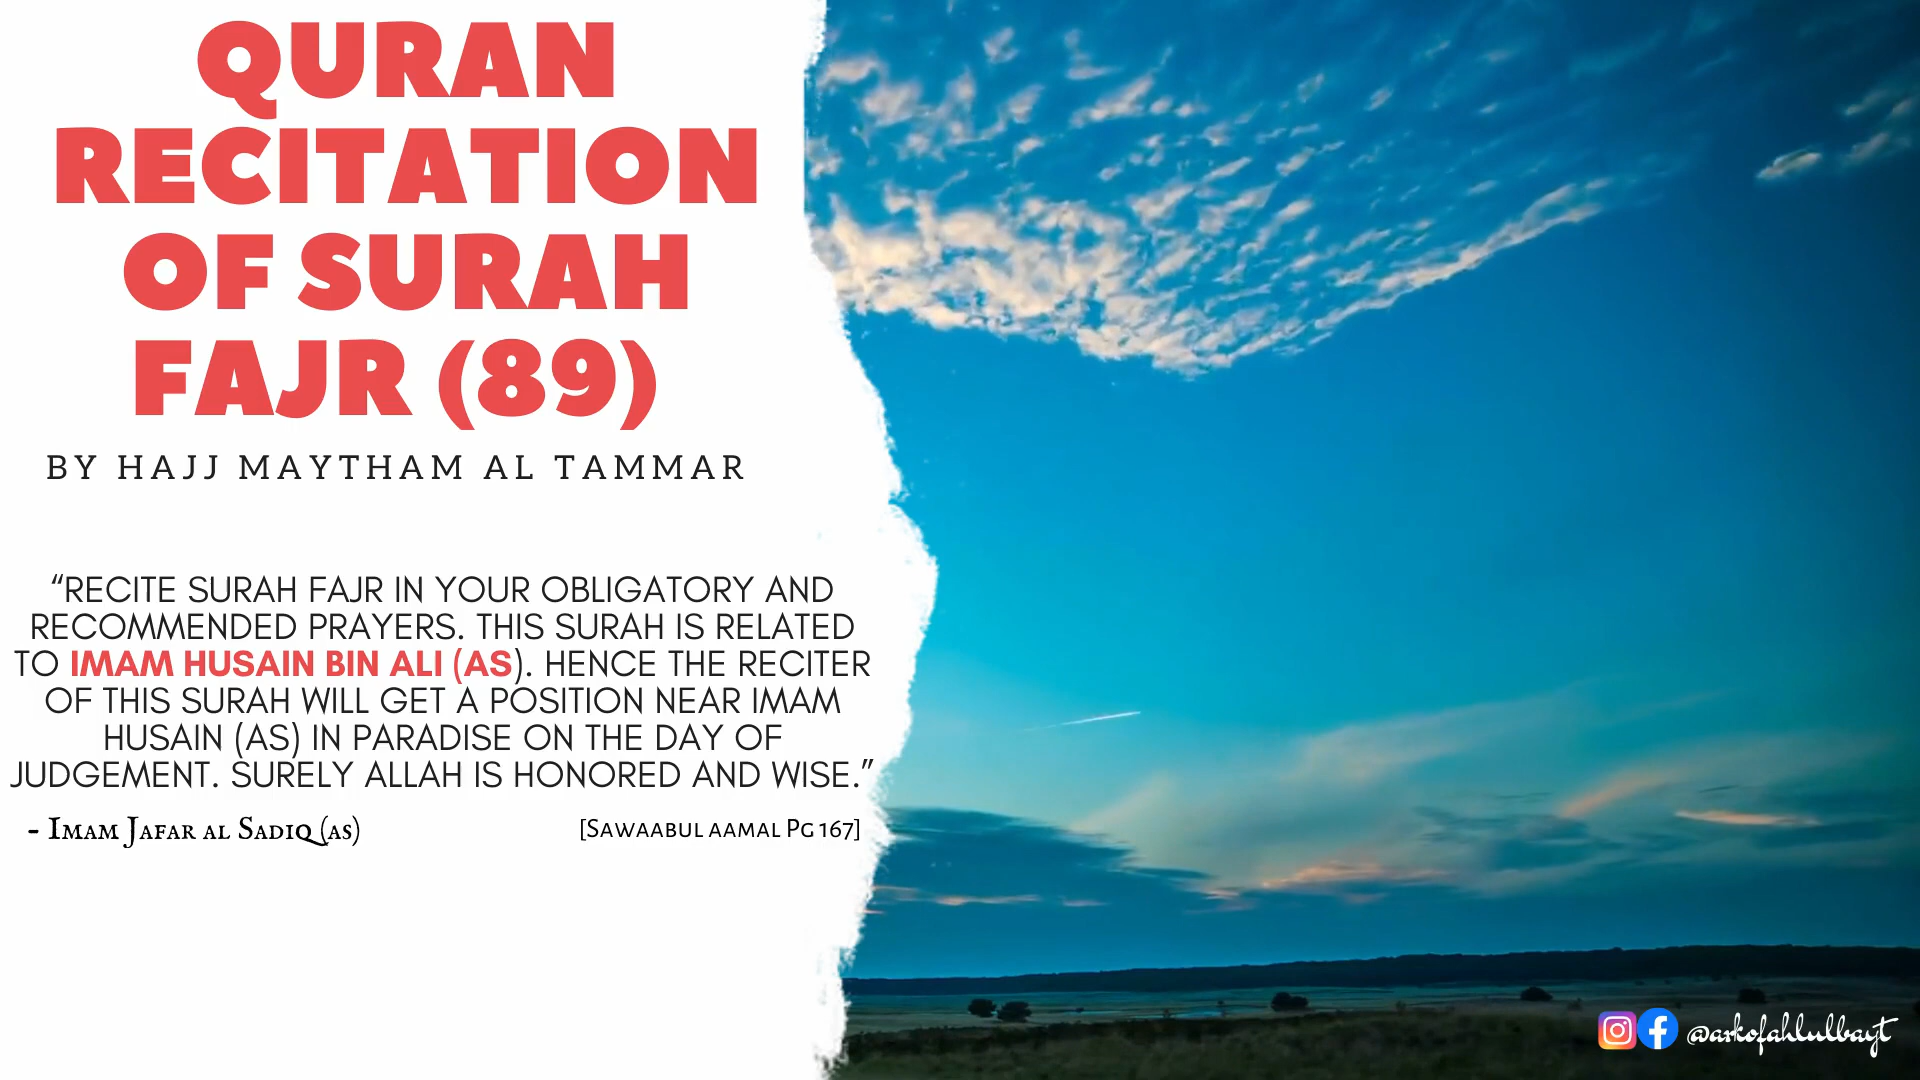 QURAN
RECITATION
OF SURAH
FAJR (89)
BY HAJJ MAYTHAM AL TAMMAR
“RECITE SURAH FAJR IN YOUR OBLIGATORY AND
RECOMMENDED PRAYERS. THIS SURAH IS RELATED
TO IMAM HUSAIN BIN ALI (AS). HENCE THE RECITER
OF THIS SURAH WILL GET A POSITION NEAR IMAM
HUSAIN (AS) IN PARADISE ON THE DAY OF
JUDGEMENT. SURELY ALLAH IS HONORED AND WISE.”
- Imam Jafar al Sadiq (as)
[Sawaabul aamal Pg 167]
@arkofahlulbayt